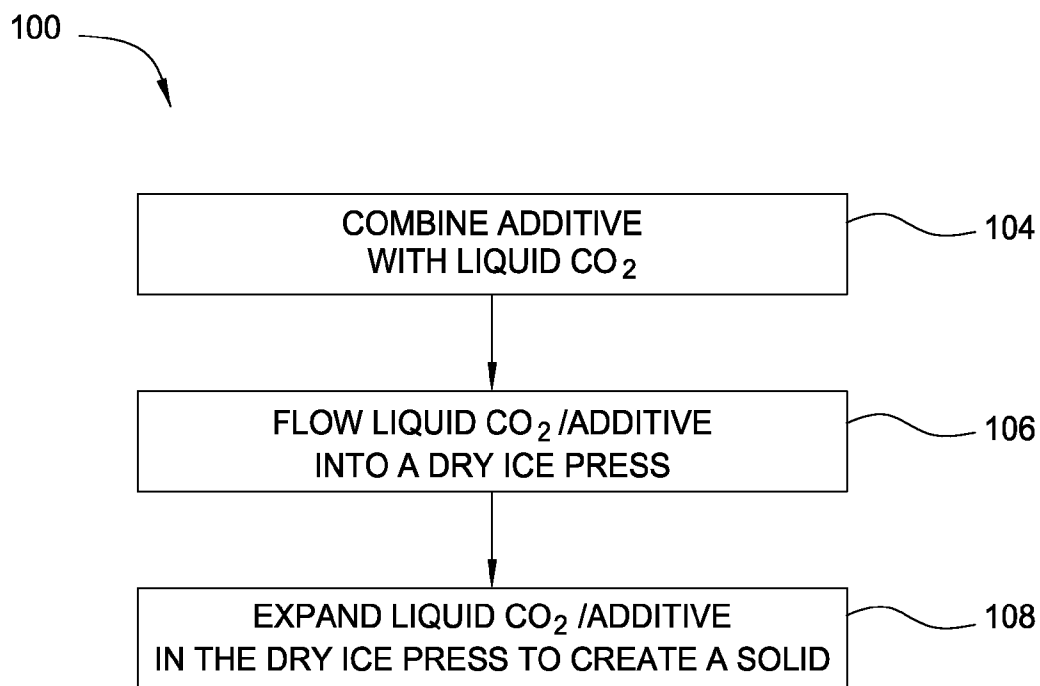 100
COMBINE ADDITIVE
WITH LIQUID CO₂
104
FLOW LIQUID CO₂ /ADDITIVE
INTO A DRY ICE PRESS
106
EXPAND LIQUID CO₂ /ADDITIVE
IN THE DRY ICE PRESS TO CREATE A SOLID
108